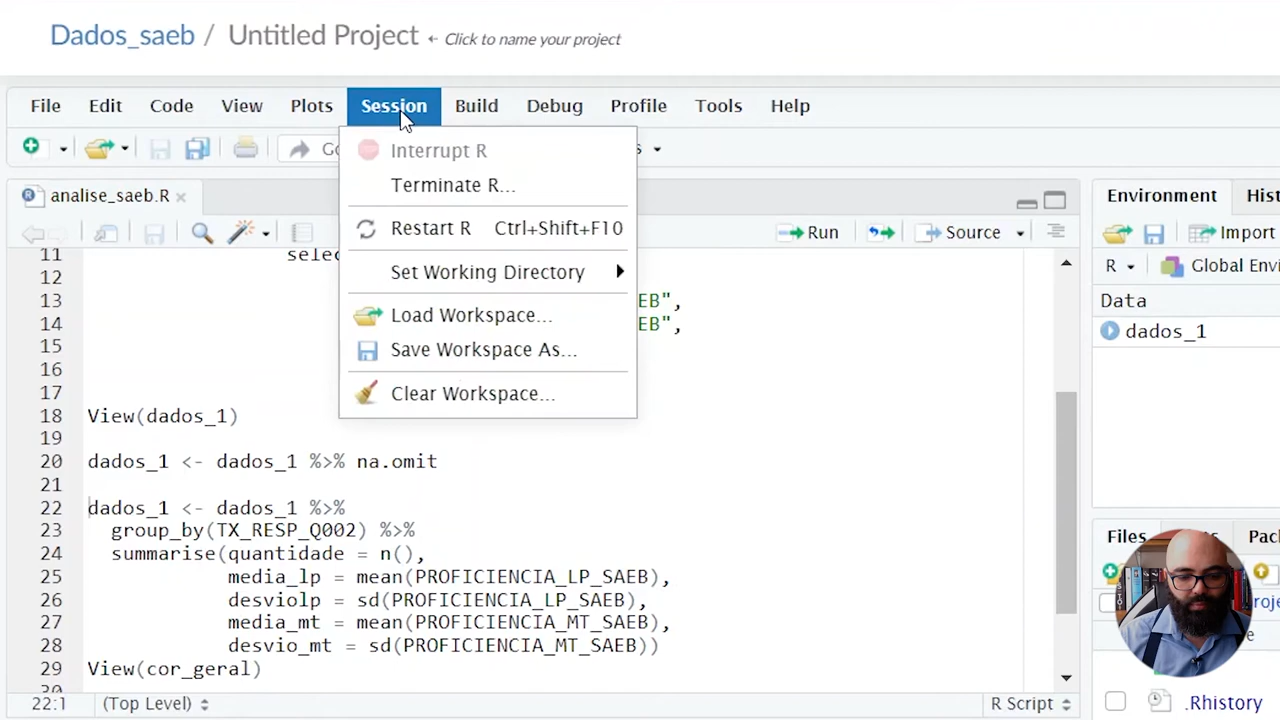 Dados_saeb / Untitled Project ← Click to name your project
File Edit Code View Plots Session Build Debug Profile Tools Help
Interrupt R
Terminate R...
Restart R Ctrl+Shift+F10
Set Working Directory
Load Workspace...
Save Workspace As...
Clear Workspace...
analise_saeb.R
Run Source
11 selec
12
13 EB",
14 EB",
15
16
17
18 View(dados_1)
19
20 dados_1 <- dados_1 %>% na.omit
21
22 dados_1 <- dados_1 %>%
23 group_by(TX_RESP_Q002) %>%
24 summarise(quantidade = n(),
25 media_lp = mean(PROFICIENCIA_LP_SAEB),
26 desviolp = sd(PROFICIENCIA_LP_SAEB),
27 media_mt = mean(PROFICIENCIA_MT_SAEB),
28 desvio_mt = sd(PROFICIENCIA_MT_SAEB))
29 View(cor_geral)
22:1 (Top Level) R Script
Environment Hist
Import
R Global Envi
Data
dados_1
Files Pac
roje
.Rhistory